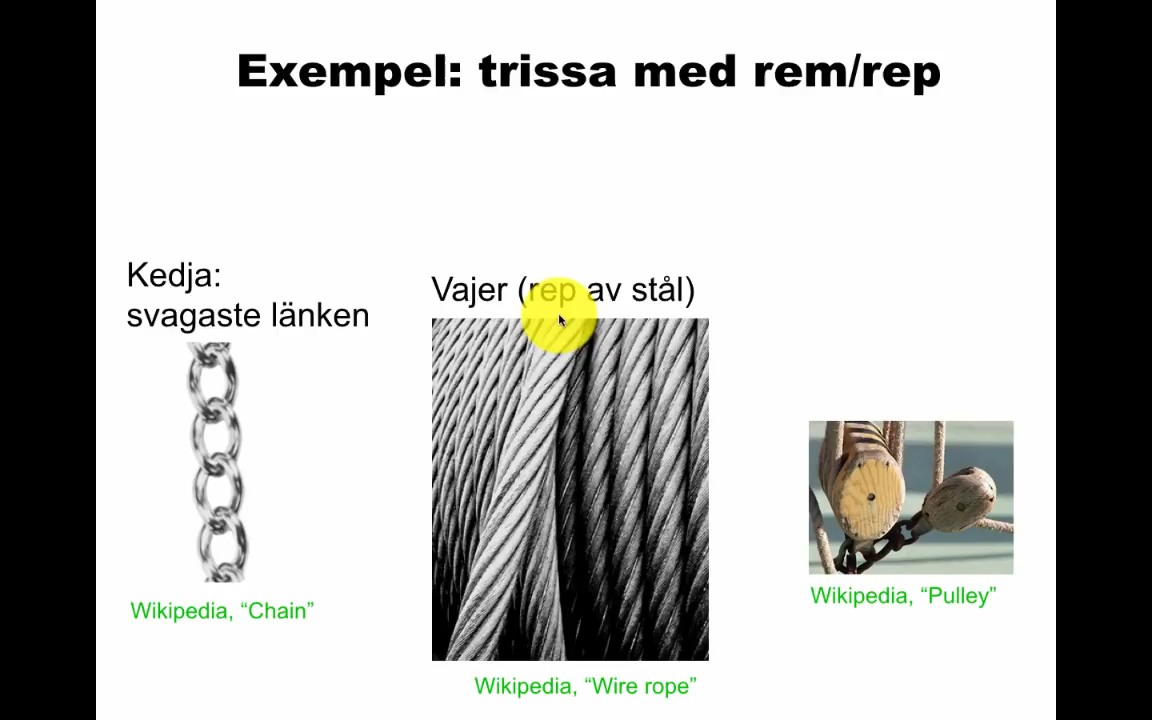 Exempel: trissa med rem/rep
Kedja:
svagaste länken
Vajer (rep av stål)
Wikipedia, “Chain”
Wikipedia, “Wire rope”
Wikipedia, “Pulley”